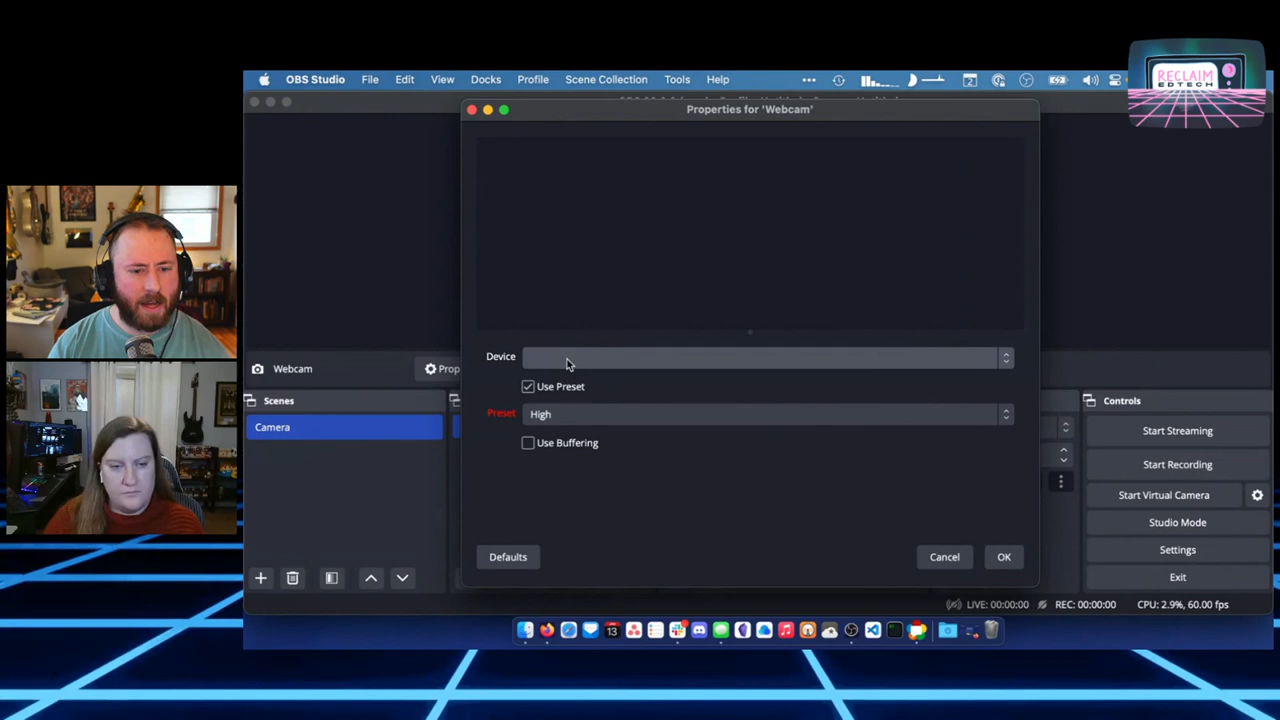 RECLAIM
EDTECH
OBS Studio File Edit View Docks Profile Scene Collection Tools Help
Properties for 'Webcam'
Device
Use Preset
Preset High
Use Buffering
Defaults Cancel OK
Webcam Prop
Scenes
Camera
Controls
Start Streaming
Start Recording
Start Virtual Camera
Studio Mode
Settings
Exit
LIVE: 00:00:00 REC: 00:00:00 CPU: 2.9%, 60.00 fps
13